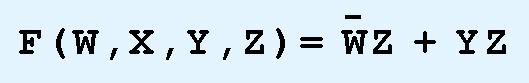 F(W,X,Y,Z)= W̅Z + YZ